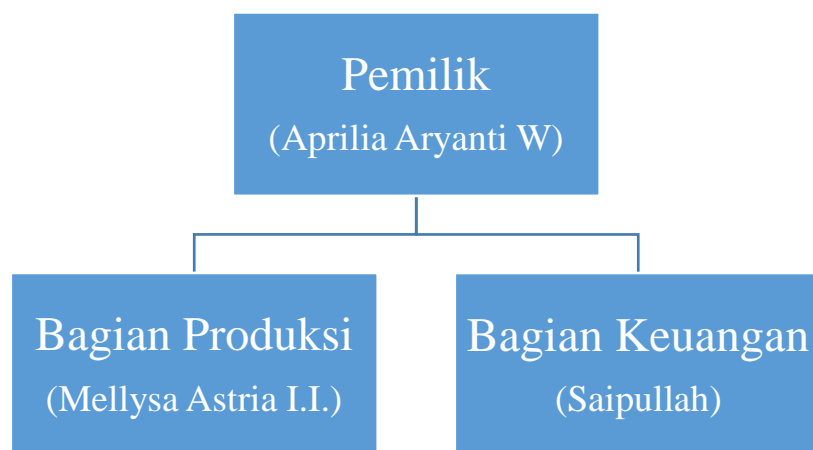 Pemilik
(Aprilia Aryanti W)
Bagian Produksi
(Mellysa Astria I.I.)
Bagian Keuangan
(Saipullah)